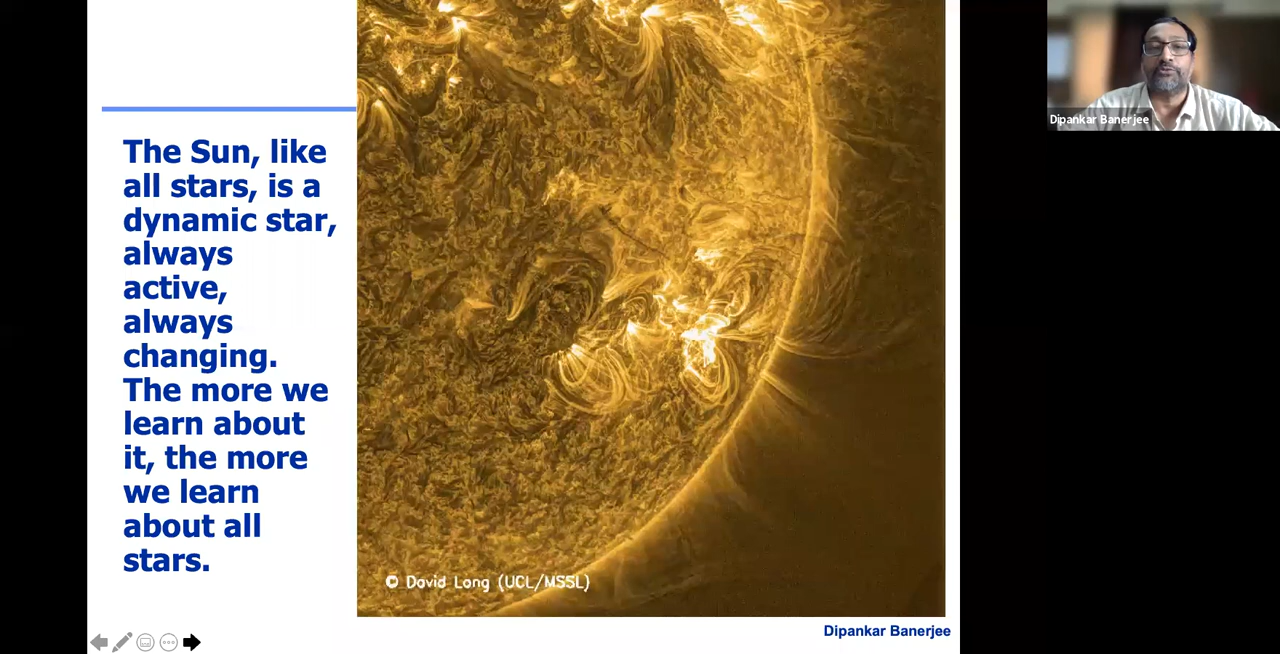 The Sun, like
all stars, is a
dynamic star,
always
active,
always
changing.
The more we
learn about
it, the more
we learn
about all
stars.
© David Long (UCL/MSSL)
Dipankar Banerjee
Dipankar Banerjee